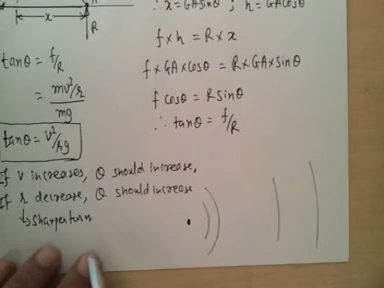 x
R
∴ x = GA sinθ ; h = GA cosθ
f × h = R × x
f × GA × cosθ = R × GA × sinθ
f cosθ = R sinθ
∴ tanθ = f/R
tanθ = f/R
= mv²/r / mg
tanθ = v²/rg
If v increases, θ should increase,
If r decrease, θ should increase
↳ sharper turn